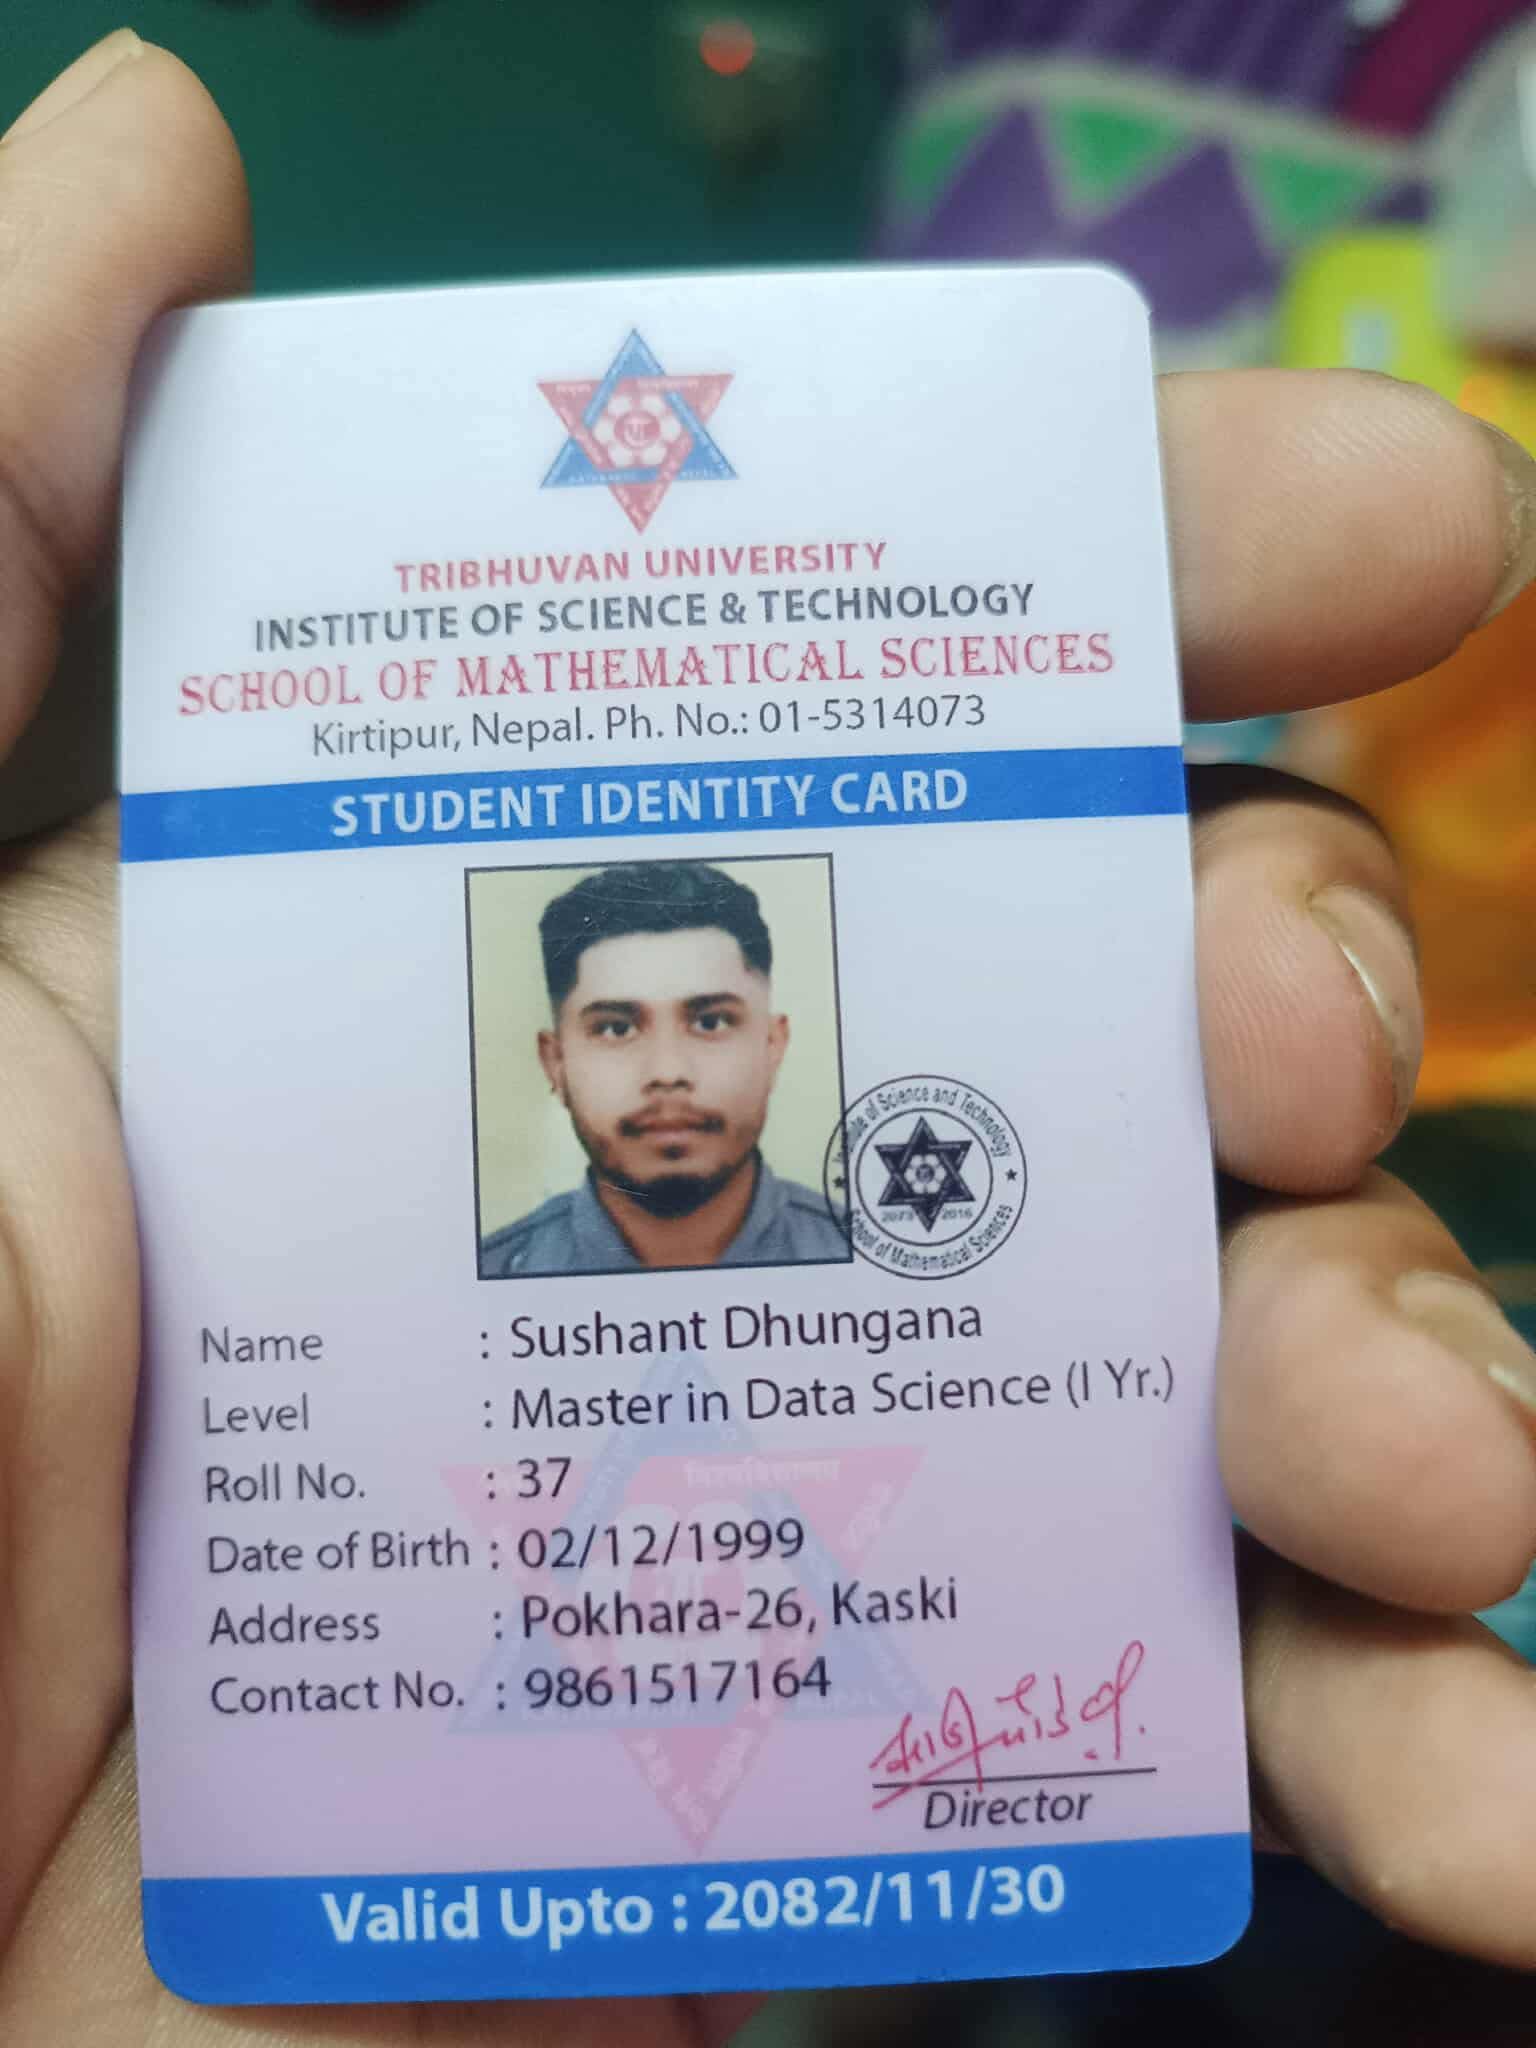 TRIBHUVAN UNIVERSITY
INSTITUTE OF SCIENCE & TECHNOLOGY
SCHOOL OF MATHEMATICAL SCIENCES
Kirtipur, Nepal. Ph. No.: 01-5314073
STUDENT IDENTITY CARD
Institute of Science and Technology
2073 2016
School of Mathematical Sciences
Name : Sushant Dhungana
Level : Master in Data Science (I Yr.)
Roll No. : 37
Date of Birth : 02/12/1999
Address : Pokhara-26, Kaski
Contact No. : 9861517164
Director
Valid Upto : 2082/11/30